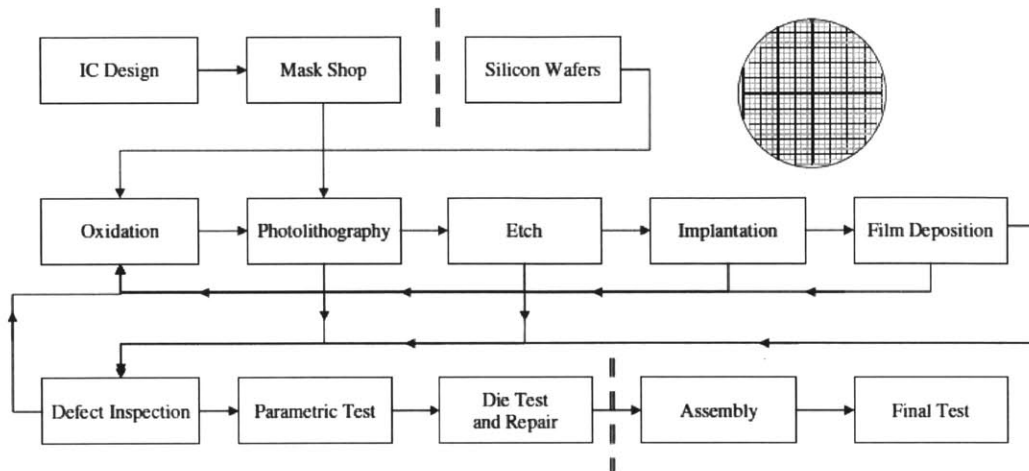 IC Design
Mask Shop
Silicon Wafers
Oxidation
Photolithography
Etch
Implantation
Film Deposition
Defect Inspection
Parametric Test
Die Test
and Repair
Assembly
Final Test